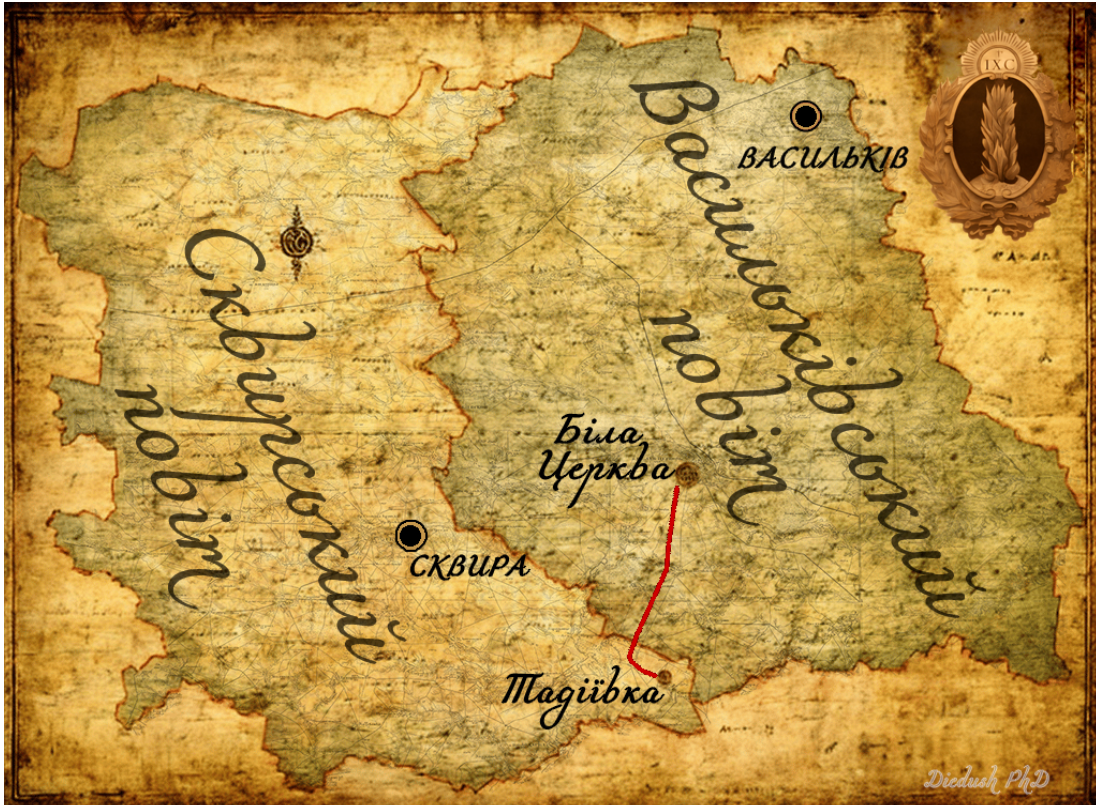 IXC
ВАСИЛЬКІВ
Васильківський
повіт
Сквирський
повіт
Біла
Церква
СКВИРА
Тадіївка
Diedush PhD